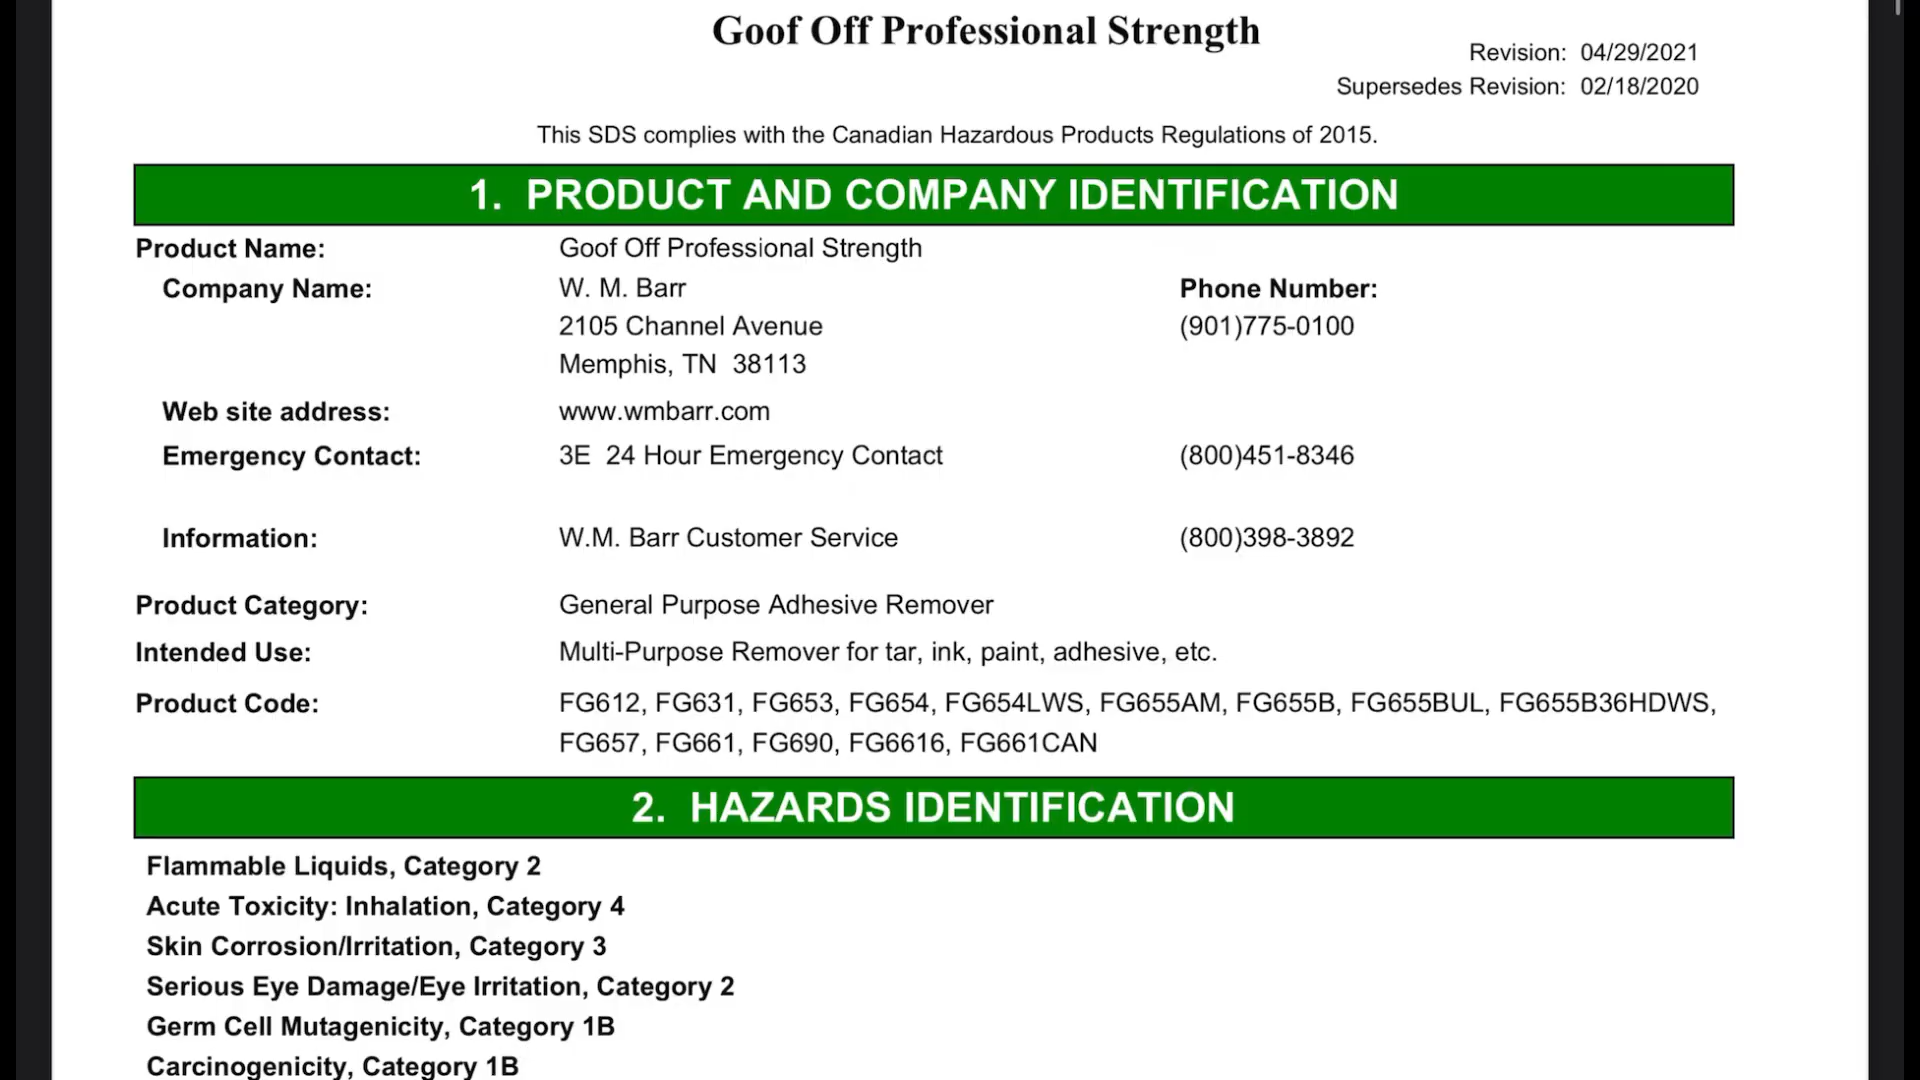 Goof Off Professional Strength
Revision: 04/29/2021
Supersedes Revision: 02/18/2020
This SDS complies with the Canadian Hazardous Products Regulations of 2015.
1. PRODUCT AND COMPANY IDENTIFICATION
Product Name: Goof Off Professional Strength
Company Name: W. M. Barr Phone Number:
2105 Channel Avenue (901)775-0100
Memphis, TN 38113
Web site address: www.wmbarr.com
Emergency Contact: 3E 24 Hour Emergency Contact (800)451-8346
Information: W.M. Barr Customer Service (800)398-3892
Product Category: General Purpose Adhesive Remover
Intended Use: Multi-Purpose Remover for tar, ink, paint, adhesive, etc.
Product Code: FG612, FG631, FG653, FG654, FG654LWS, FG655AM, FG655B, FG655BUL, FG655B36HDWS,
FG657, FG661, FG690, FG6616, FG661CAN
2. HAZARDS IDENTIFICATION
Flammable Liquids, Category 2
Acute Toxicity: Inhalation, Category 4
Skin Corrosion/Irritation, Category 3
Serious Eye Damage/Eye Irritation, Category 2
Germ Cell Mutagenicity, Category 1B
Carcinogenicity, Category 1B